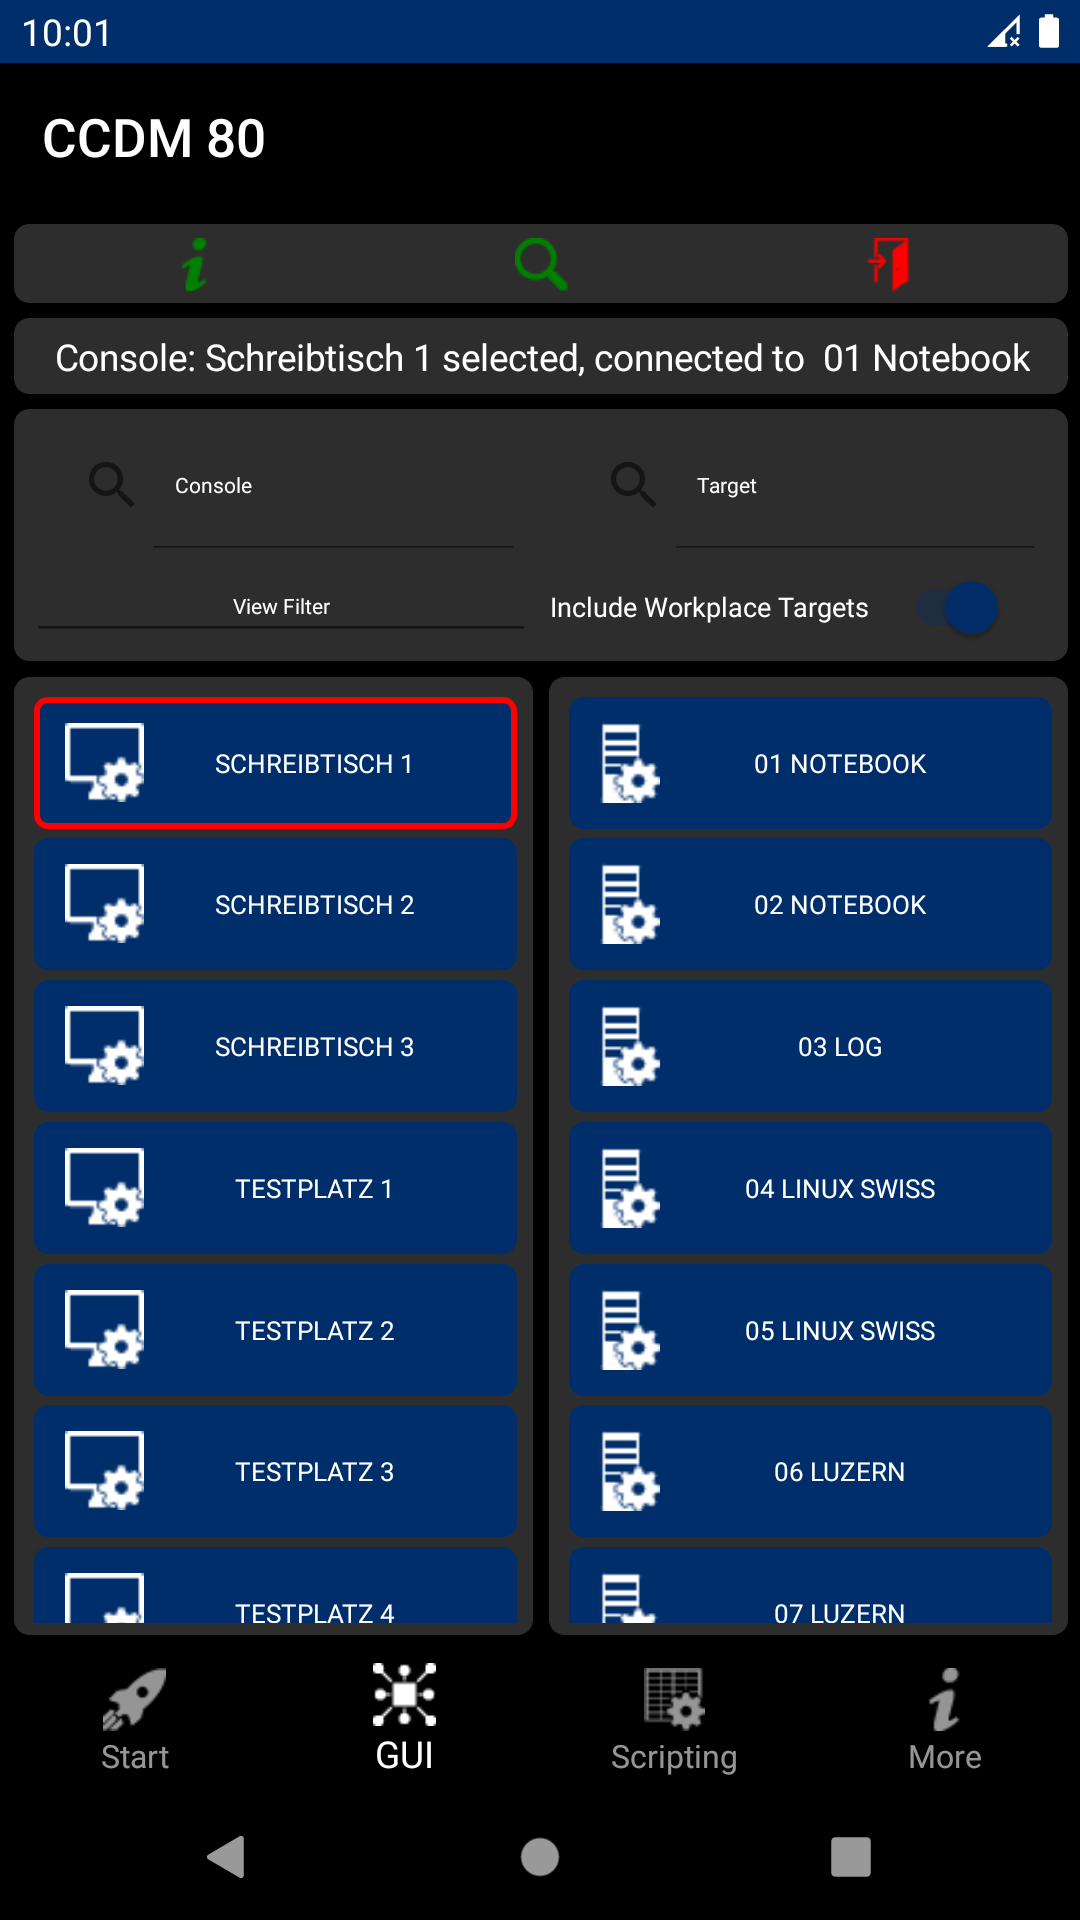 10:01
CCDM 80
Console: Schreibtisch 1 selected, connected to  01 Notebook
Console
Target
View Filter
Include Workplace Targets
SCHREIBTISCH 1
01 NOTEBOOK
SCHREIBTISCH 2
02 NOTEBOOK
SCHREIBTISCH 3
03 LOG
TESTPLATZ 1
04 LINUX SWISS
TESTPLATZ 2
05 LINUX SWISS
TESTPLATZ 3
06 LUZERN
TESTPLATZ 4
07 LUZERN
Start
GUI
Scripting
More